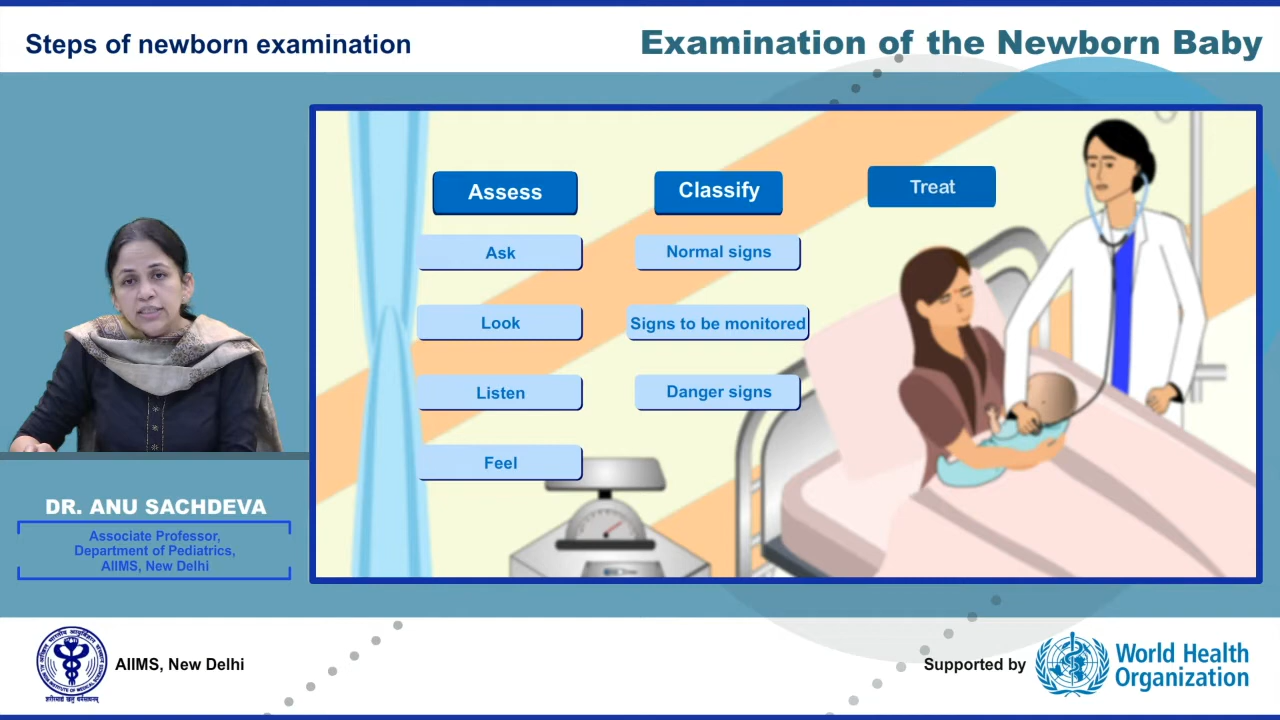 Steps of newborn examination
Examination of the Newborn Baby
Assess
Classify
Treat
Ask
Normal signs
Look
Signs to be monitored
Listen
Danger signs
Feel
DR. ANU SACHDEVA
Associate Professor,
Department of Pediatrics,
AIIMS, New Delhi
AIIMS, New Delhi
Supported by
World Health
Organization